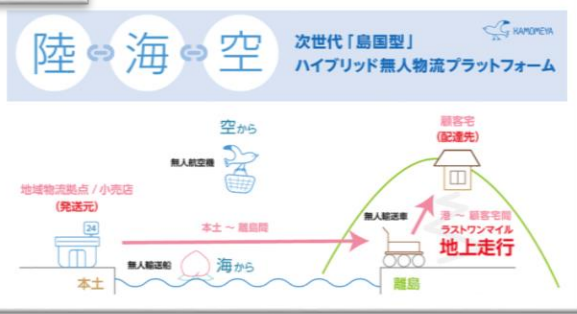 陸⇔海⇔空
次世代「島国型」
ハイブリッド無人物流プラットフォーム
KAMOMEYA
空から
無人航空機
顧客宅
(配達先)
地域物流拠点 / 小売店
(発送元)
24
本土 ~ 離島間
無人輸送車
港 ~ 顧客宅間
ラストワンマイル
地上走行
無人輸送船
海から
本土
離島